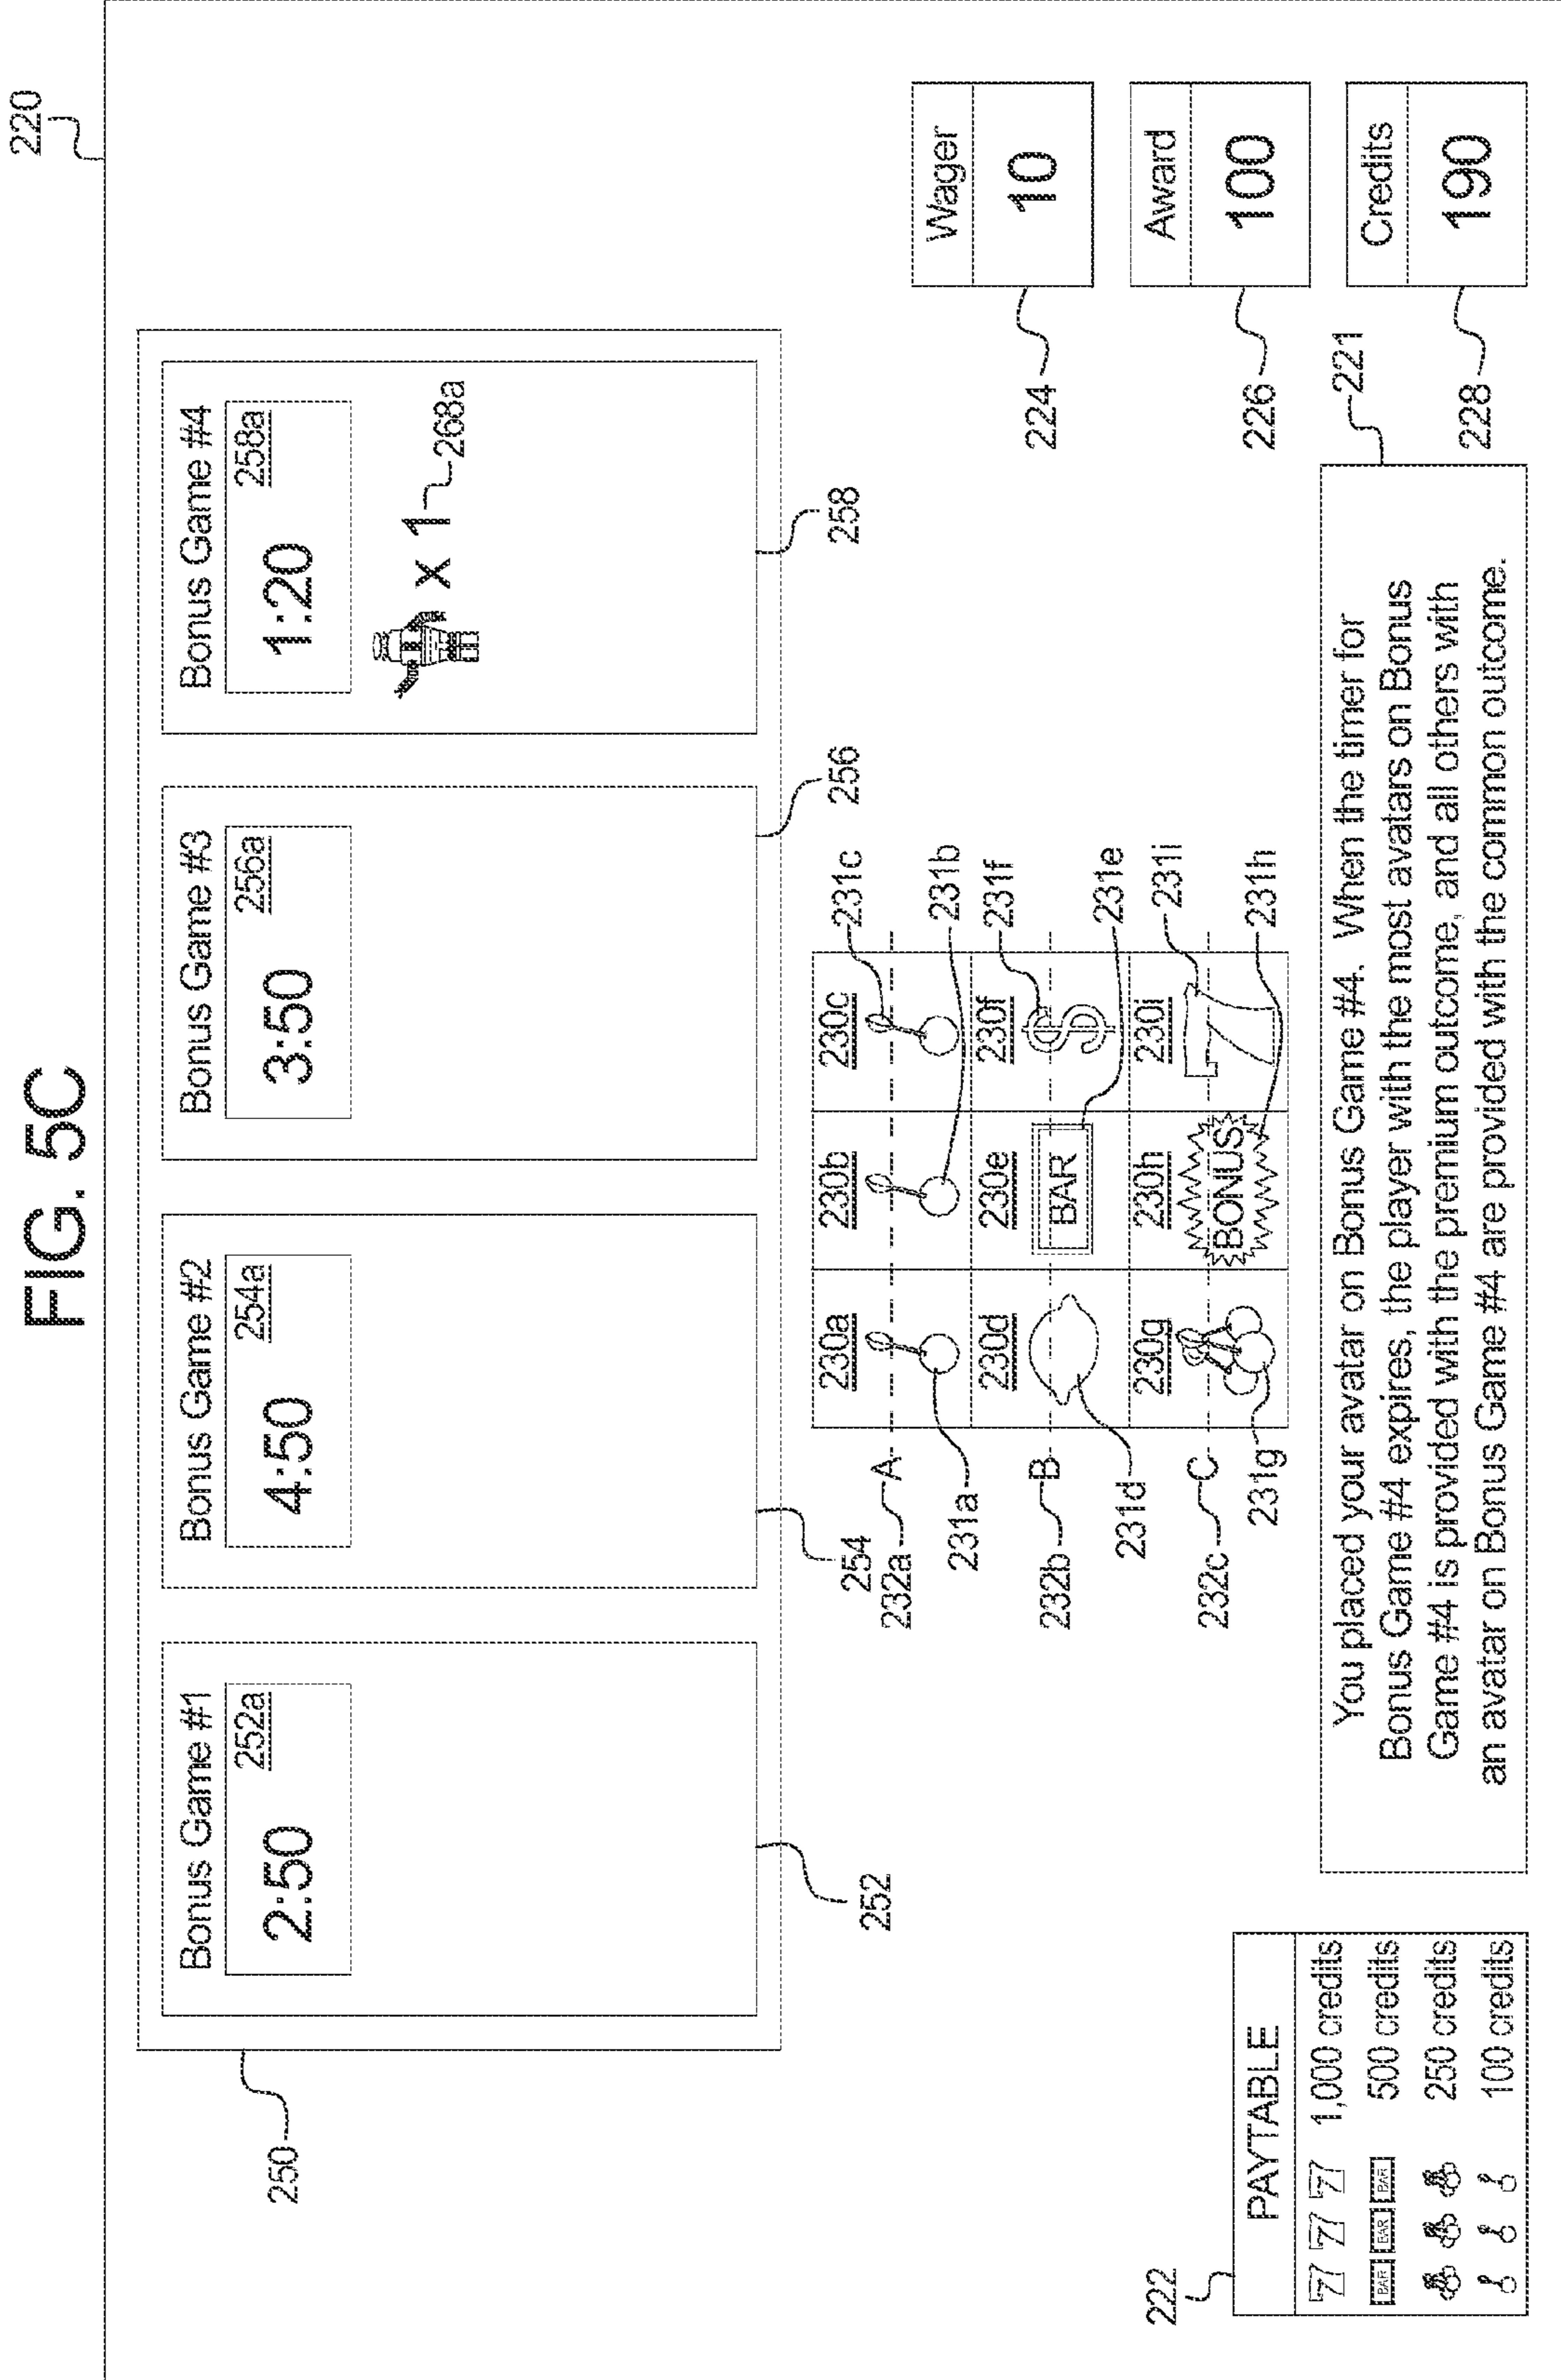 FIG. 5C
220
250
Bonus Game #1
2:50
252a
252
Bonus Game #2
4:50
254a
254
Bonus Game #3
3:50
256a
256
Bonus Game #4
1:20
258a
x 1
268a
258
232a
A
231a
230a
230b
230c
231c
231b
232b
B
231d
230d
230e
BAR
230f
231f
231e
232c
C
231g
230g
230h
BONUS
230i
231i
231h
222
PAYTABLE
7 7 7 1,000 credits
BAR BAR BAR 500 credits
250 credits
100 credits
You placed your avatar on Bonus Game #4. When the timer for
Bonus Game #4 expires, the player with the most avatars on Bonus
Game #4 is provided with the premium outcome, and all others with
an avatar on Bonus Game #4 are provided with the common outcome.
221
224
Wager
10
226
Award
100
228
Credits
190